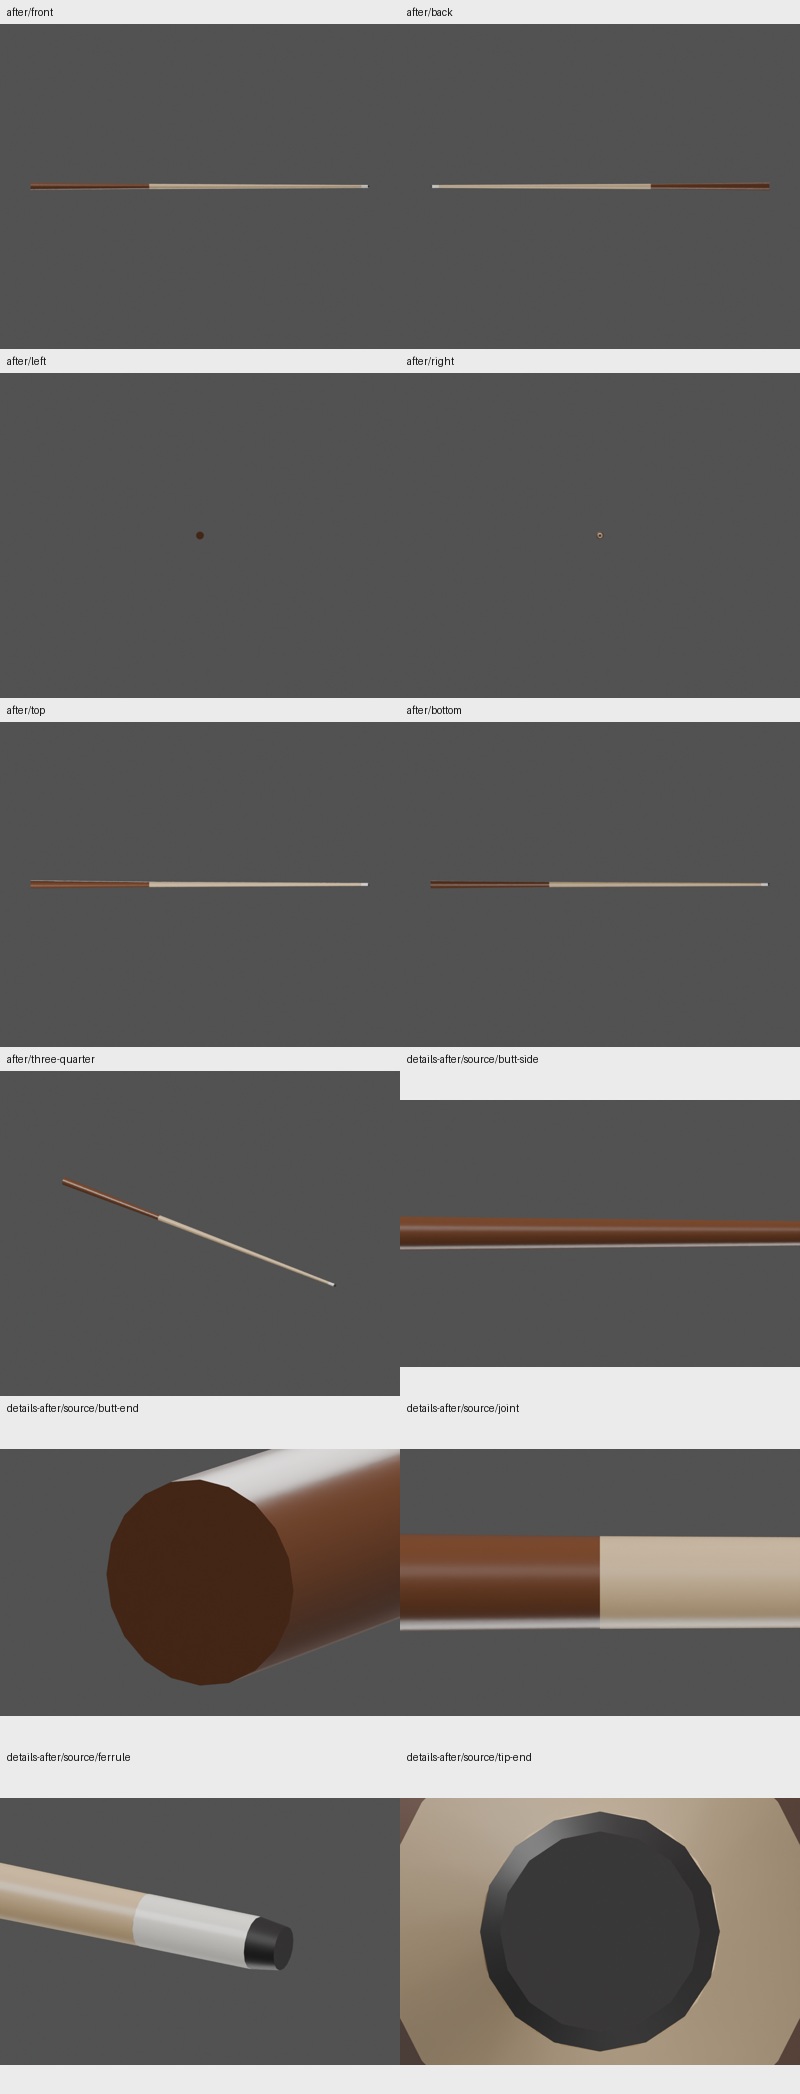 after/front
after/back
after/left
after/right
after/top
after/bottom
after/three-quarter
details-after/source/butt-side
details-after/source/butt-end
details-after/source/joint
details-after/source/ferrule
details-after/source/tip-end